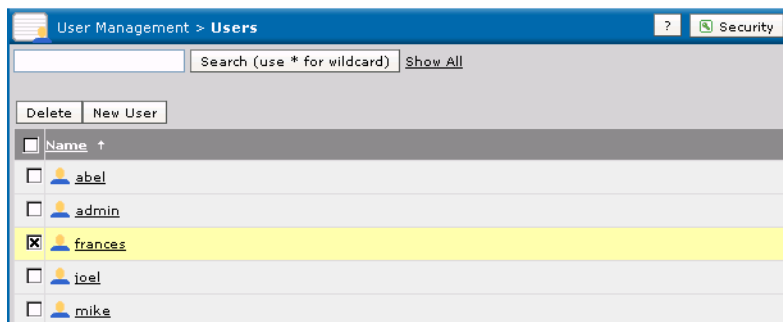 User Management > Users ? Security
Search (use * for wildcard) Show All
Delete New User
Name ↑
abel
admin
frances
joel
mike